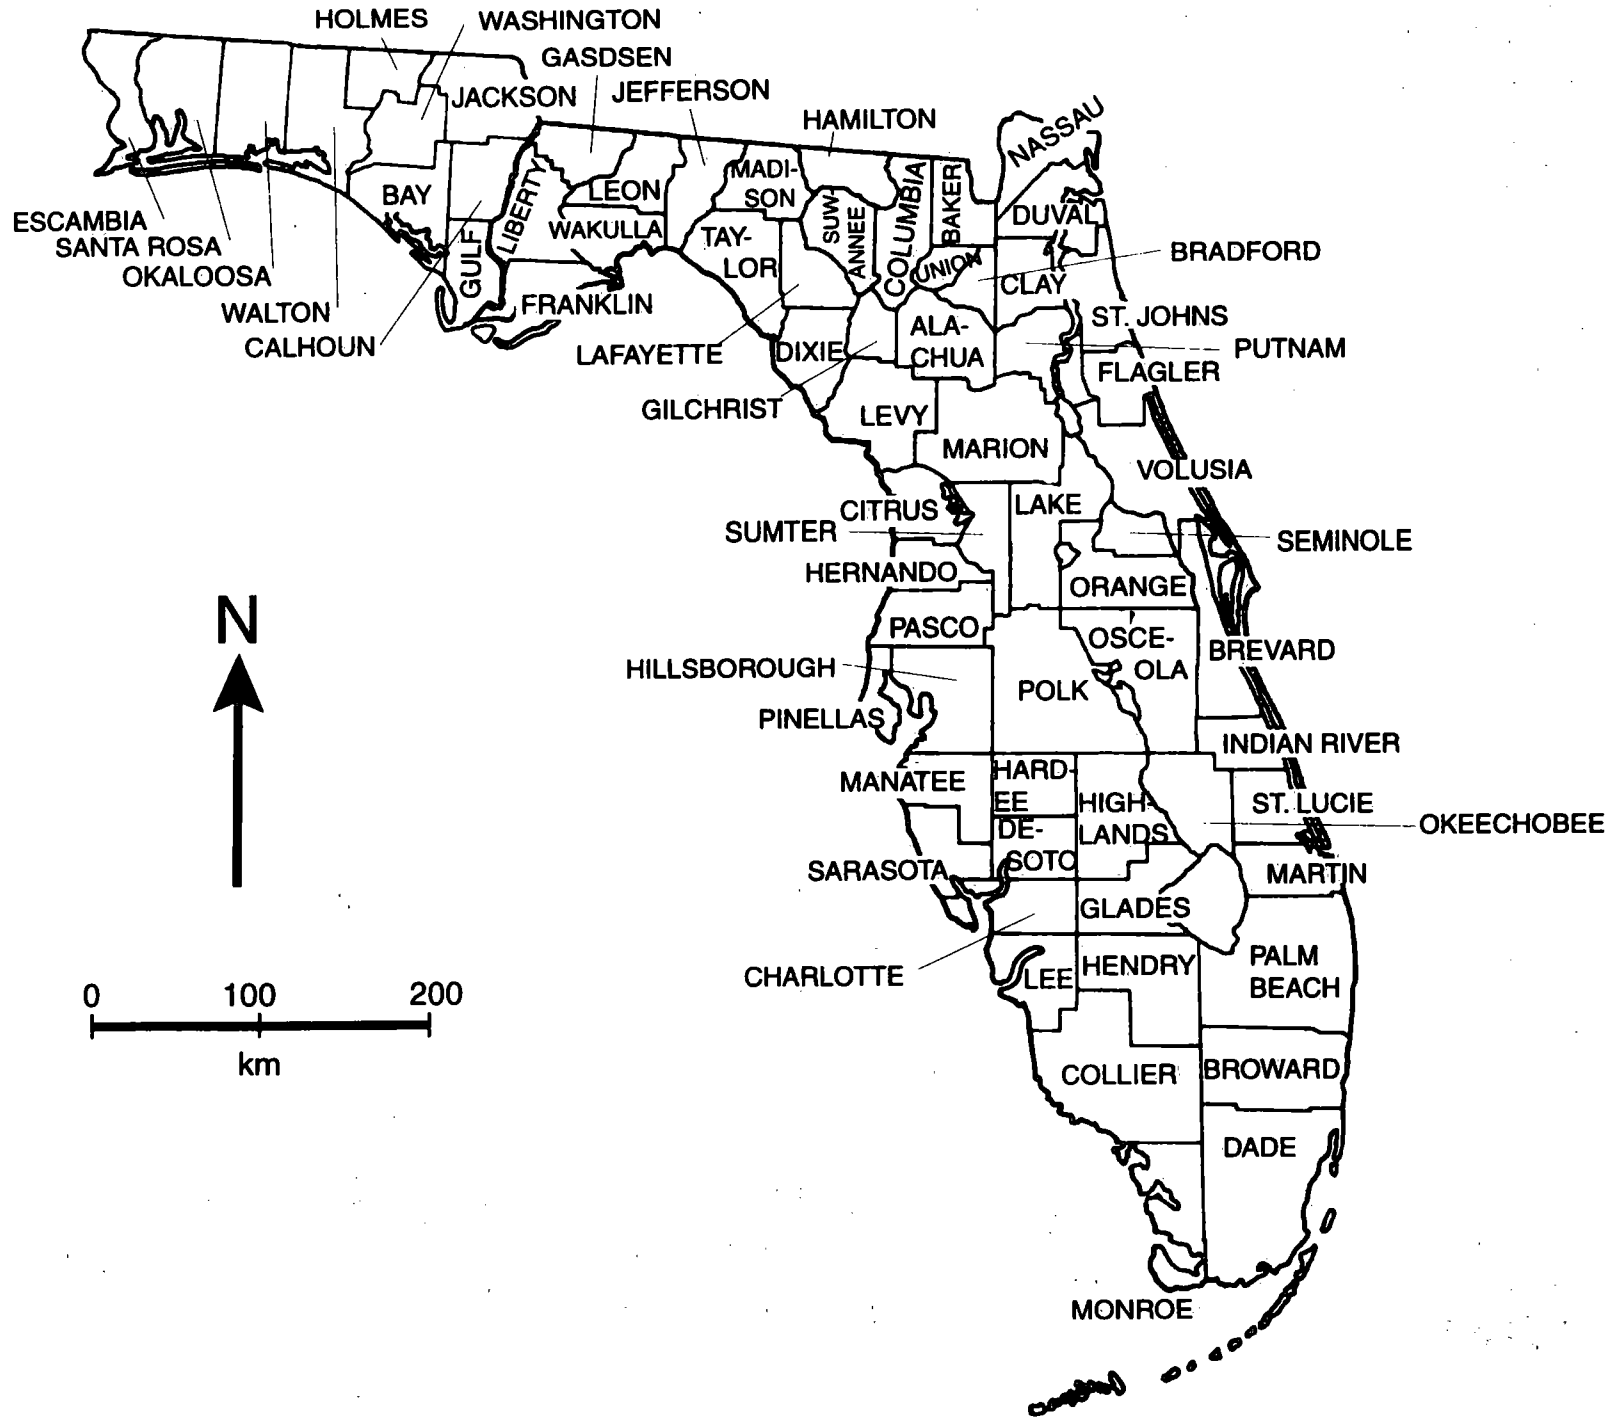 HOLMES
WASHINGTON
GASDSEN
JACKSON
JEFFERSON
HAMILTON
NASSAU
BAY
LIBERTY
LEON
MADI-
SON
SUW-
ANNEE
COLUMBIA
BAKER
DUVAL
ESCAMBIA
SANTA ROSA
OKALOOSA
WALTON
CALHOUN
GULF
WAKULLA
FRANKLIN
TAY-
LOR
UNION
BRADFORD
CLAY
ST. JOHNS
LAFAYETTE
DIXIE
ALA-
CHUA
PUTNAM
FLAGLER
GILCHRIST
LEVY
MARION
VOLUSIA
CITRUS
LAKE
SUMTER
SEMINOLE
HERNANDO
ORANGE
N
PASCO
OSCE-
OLA
BREVARD
HILLSBOROUGH
POLK
PINELLAS
INDIAN RIVER
MANATEE
HARD-
EE
HIGH-
LANDS
ST. LUCIE
OKEECHOBEE
DE-
SOTO
SARASOTA
MARTIN
GLADES
CHARLOTTE
LEE
HENDRY
PALM
BEACH
0 100 200
km
COLLIER
BROWARD
DADE
MONROE